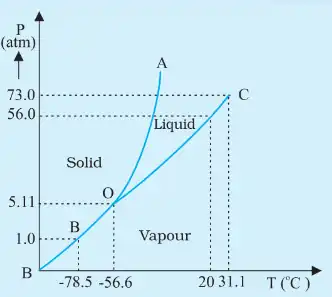 P
(atm)
A
73.0
C
56.0
Liquid
Solid
O
5.11
B
Vapour
1.0
B
-78.5 -56.6 20 31.1 T (°C)